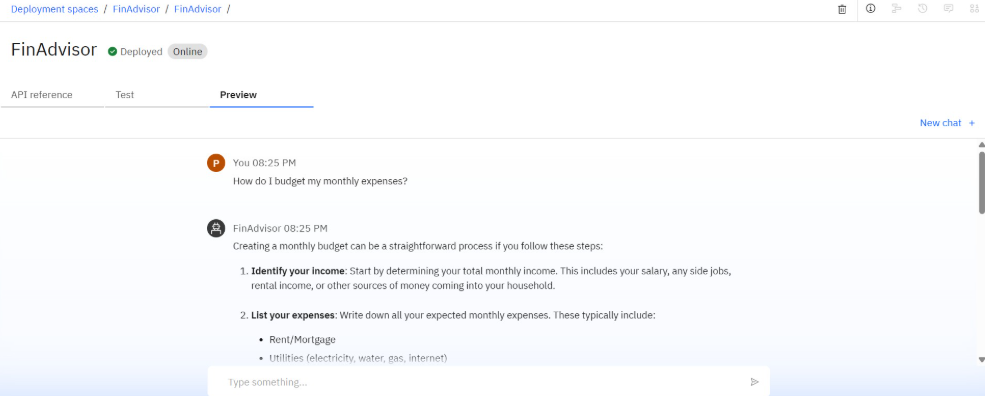 Deployment spaces / FinAdvisor / FinAdvisor /
FinAdvisor Deployed Online
API reference Test Preview
New chat +
P You 08:25 PM
How do I budget my monthly expenses?
FinAdvisor 08:25 PM
Creating a monthly budget can be a straightforward process if you follow these steps:
1. Identify your income: Start by determining your total monthly income. This includes your salary, any side jobs,
rental income, or other sources of money coming into your household.
2. List your expenses: Write down all your expected monthly expenses. These typically include:
• Rent/Mortgage
• Utilities (electricity, water, gas, internet)
Type something...